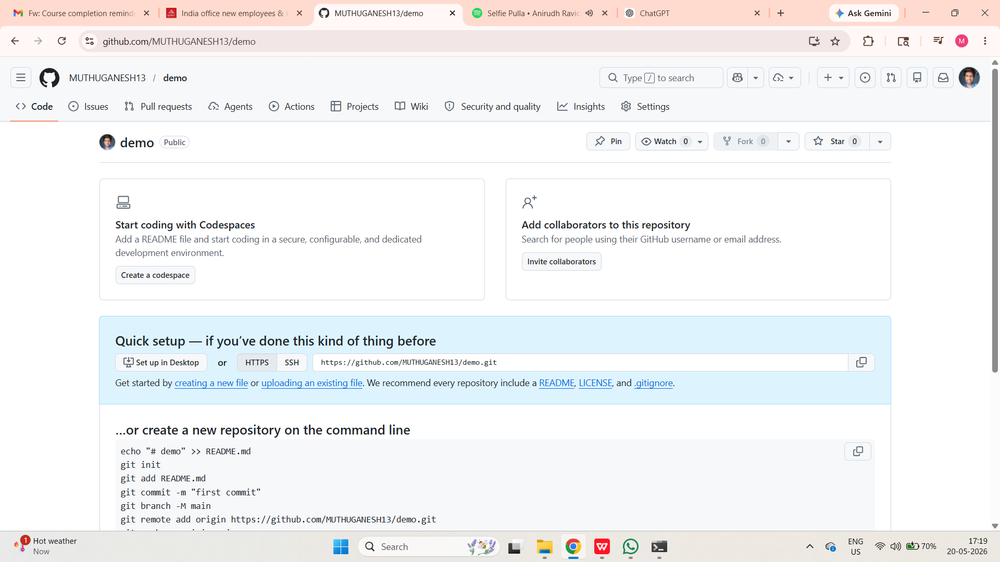 Fw: Course completion reminde
India office new employees & i
MUTHUGANESH13/demo
Selfie Pulla • Anirudh Ravic
ChatGPT
Ask Gemini
github.com/MUTHUGANESH13/demo
M
MUTHUGANESH13 / demo
Type / to search
Code
Issues
Pull requests
Agents
Actions
Projects
Wiki
Security and quality
Insights
Settings
demo Public
Pin
Watch 0
Fork 0
Star 0
Start coding with Codespaces
Add a README file and start coding in a secure, configurable, and dedicated
development environment.
Create a codespace
Add collaborators to this repository
Search for people using their GitHub username or email address.
Invite collaborators
Quick setup — if you’ve done this kind of thing before
Set up in Desktop or HTTPS SSH https://github.com/MUTHUGANESH13/demo.git
Get started by creating a new file or uploading an existing file. We recommend every repository include a README, LICENSE, and .gitignore.
…or create a new repository on the command line
echo "# demo" >> README.md
git init
git add README.md
git commit -m "first commit"
git branch -M main
git remote add origin https://github.com/MUTHUGANESH13/demo.git
1
Hot weather
Now
Search
ENG
US
70%
17:19
20-05-2026